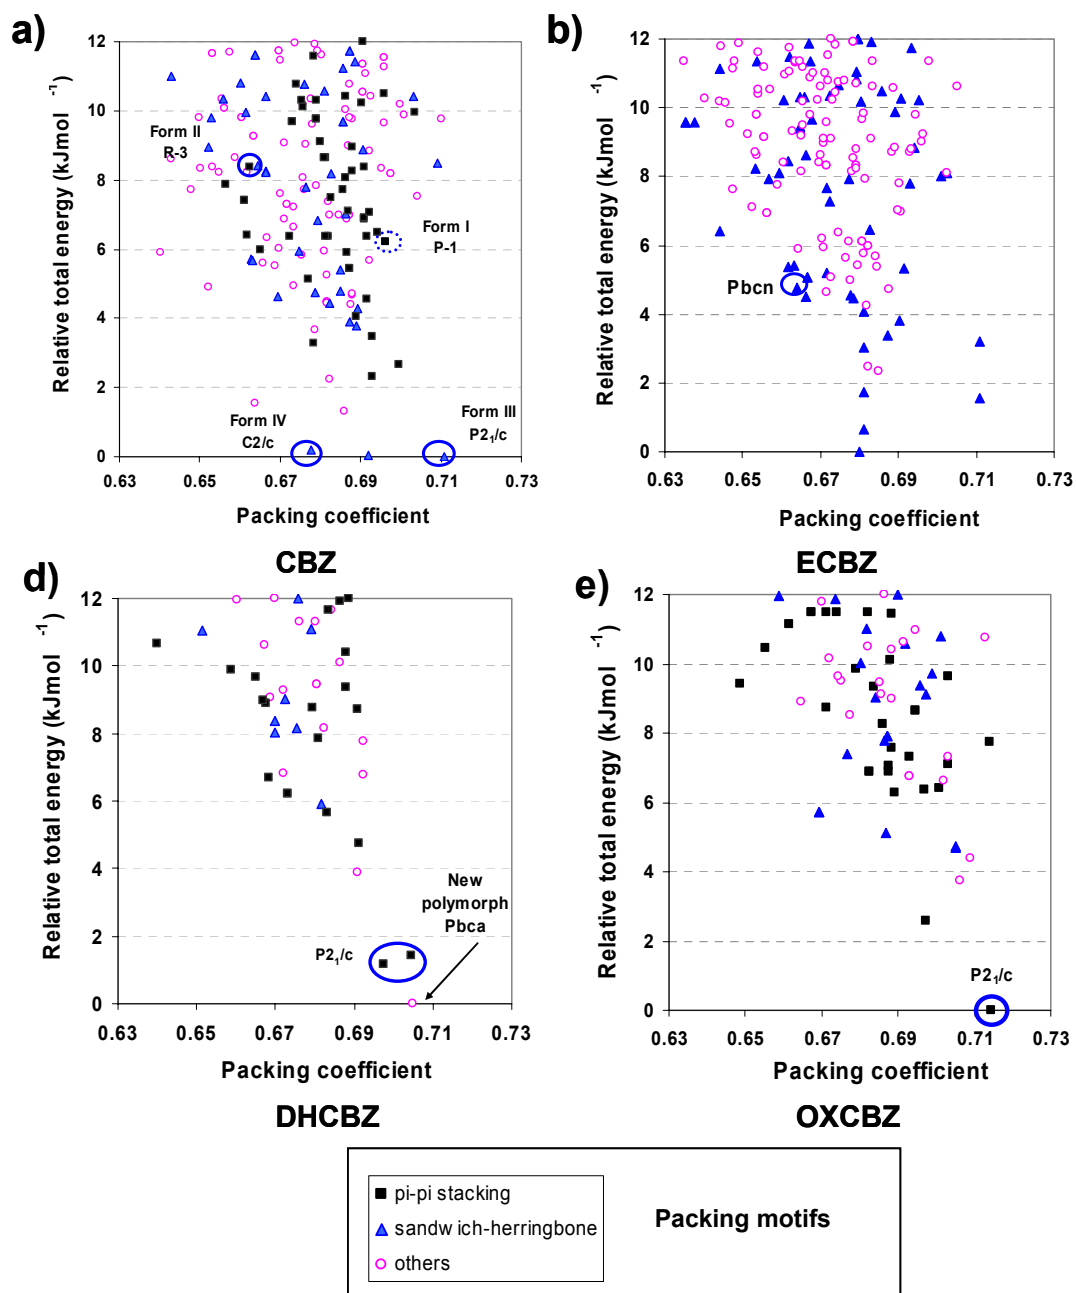 a)
12
10
8
6
4
2
0
Relative total energy (kJmol⁻¹)
Form II
R-3
Form I
P-1
Form IV
C2/c
Form III
P2₁/c
0.63 0.65 0.67 0.69 0.71 0.73
Packing coefficient
CBZ
b)
12
10
8
6
4
2
0
Relative total energy (kJmol⁻¹)
Pbcn
0.63 0.65 0.67 0.69 0.71 0.73
Packing coefficient
ECBZ
d)
12
10
8
6
4
2
0
Relative total energy (kJmol⁻¹)
New
polymorph
Pbca
P2₁/c
0.63 0.65 0.67 0.69 0.71 0.73
Packing coefficient
DHCBZ
e)
12
10
8
6
4
2
0
Relative total energy (kJmol⁻¹)
P2₁/c
0.63 0.65 0.67 0.69 0.71 0.73
Packing coefficient
OXCBZ
pi-pi stacking
sandwich-herringbone
others
Packing motifs